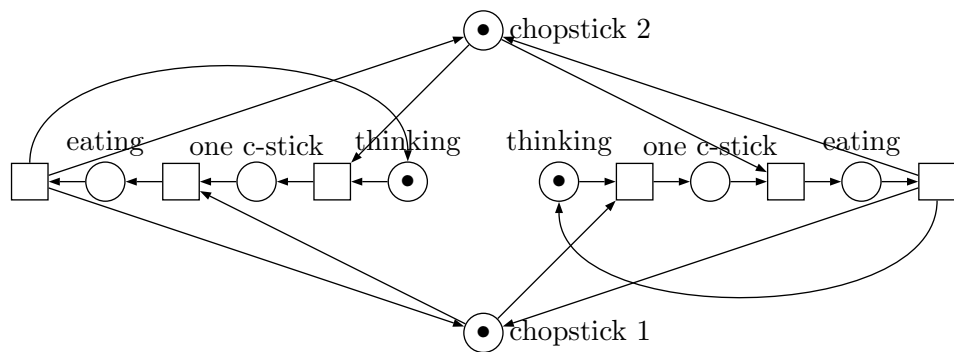 chopstick 2
eating
one c-stick
thinking
thinking
one c-stick
eating
chopstick 1